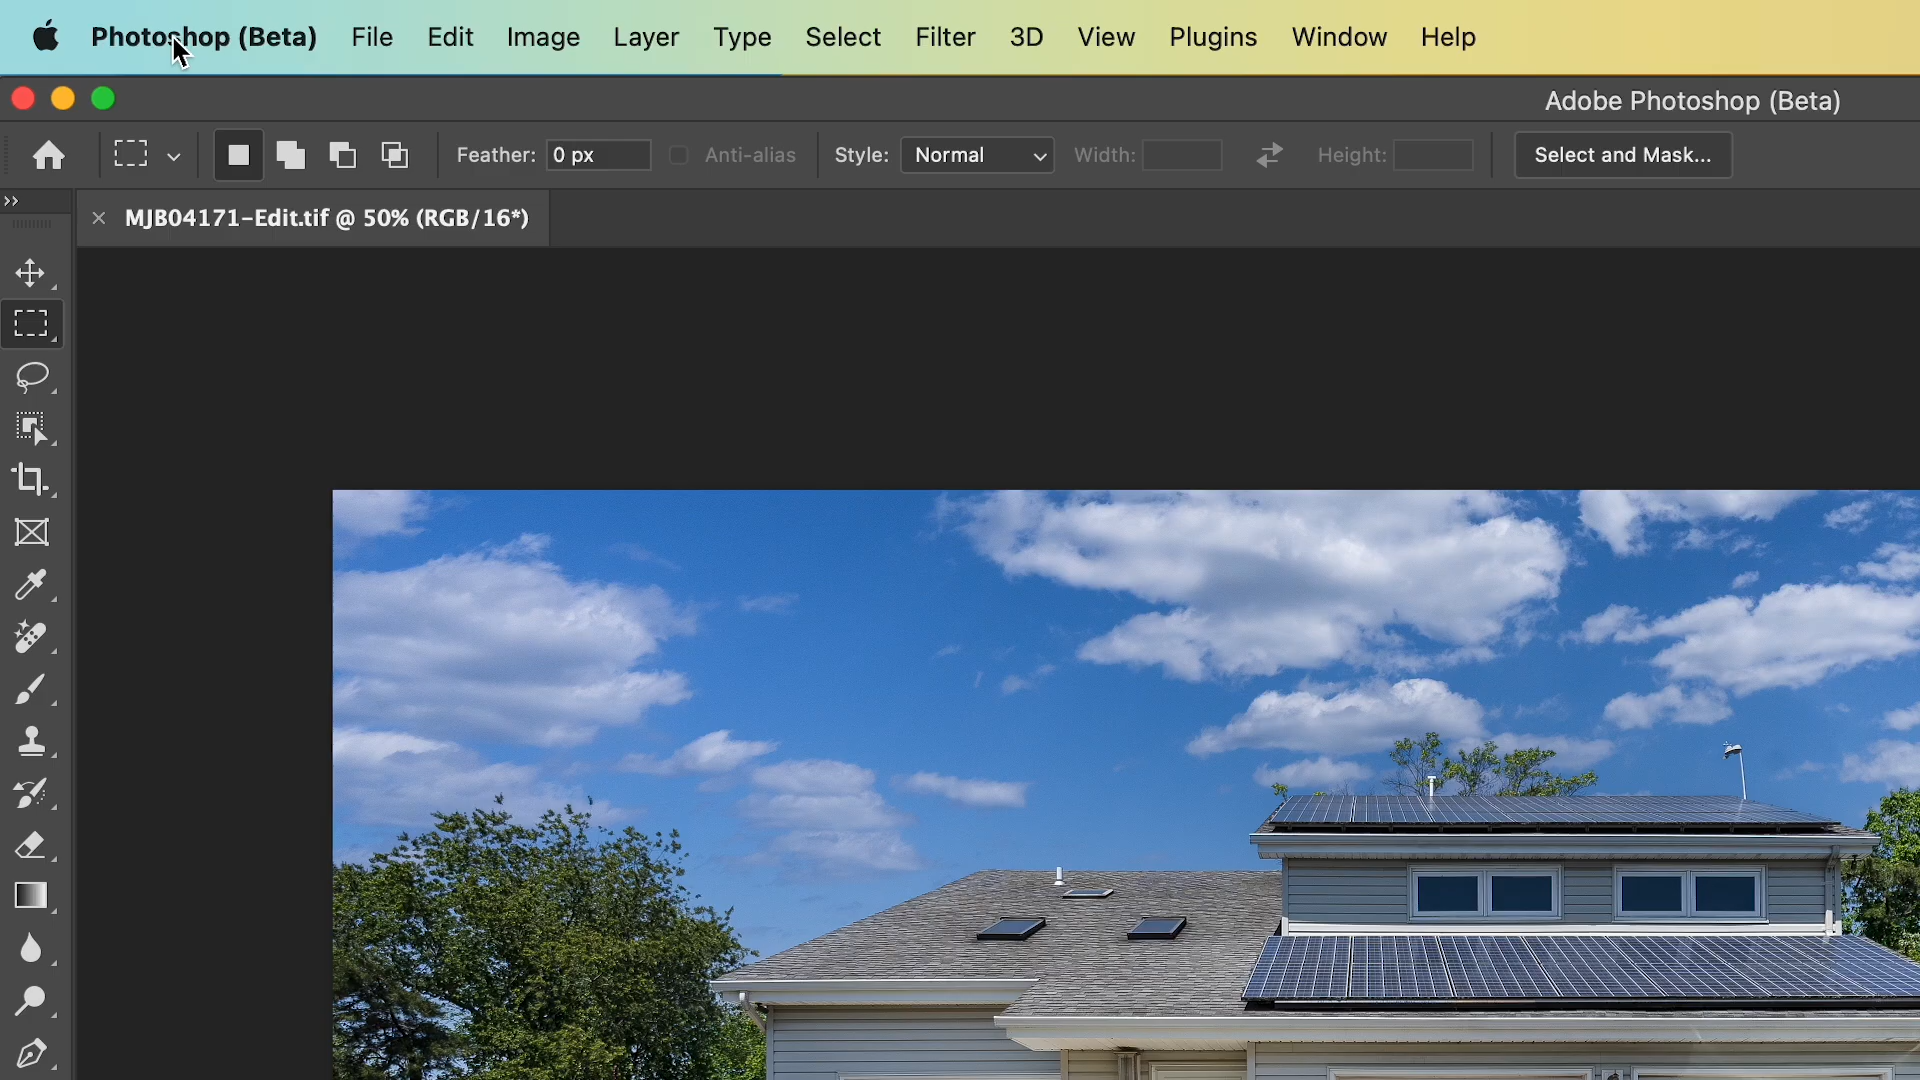 Photoshop (Beta) File Edit Image Layer Type Select Filter 3D View Plugins Window Help
Adobe Photoshop (Beta)
Feather: 0 px Anti-alias Style: Normal Width: Height: Select and Mask...
MJB04171-Edit.tif @ 50% (RGB/16*)